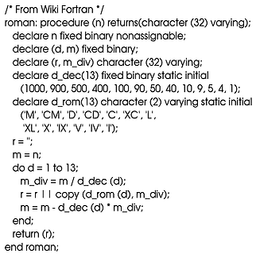 /* From Wiki Fortran */
roman: procedure (n) returns(character (32) varying);
declare n fixed binary nonassignable;
declare (d, m) fixed binary;
declare (r, m_div) character (32) varying;
declare d_dec(13) fixed binary static initial
(1000, 900, 500, 400, 100, 90, 50, 40, 10, 9, 5, 4, 1);
declare d_rom(13) character (2) varying static initial
('M', 'CM', 'D', 'CD', 'C', 'XC', 'L',
'XL', 'X', 'IX', 'V', 'IV', 'I');
r = '';
m = n;
do d = 1 to 13;
m_div = m / d_dec (d);
r = r || copy (d_rom (d), m_div);
m = m - d_dec (d) * m_div;
end;
return (r);
end roman;